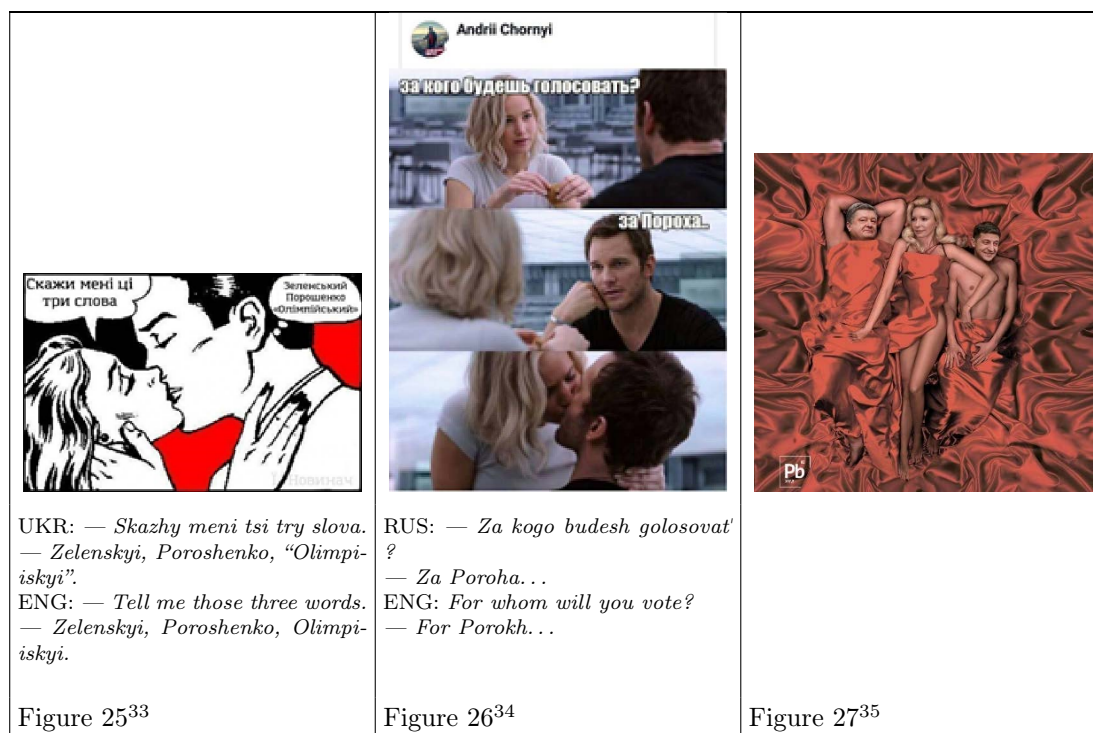 Скажи мені ці
три слова
Зеленський
Порошенко
«Олімпійський»
Новинач
UKR: — Skazhy meni tsi try slova.
— Zelenskyi, Poroshenko, “Olimpi-
iskyi”.
ENG: — Tell me those three words.
— Zelenskyi, Poroshenko, Olimpi-
iskyi.
Figure 25³³
Andrii Chornyi
за кого будешь голосовать?
за Пороха..
RUS: — Za kogo budesh golosovat'
?
— Za Poroha...
ENG: For whom will you vote?
— For Porokh...
Figure 26³⁴
Pb
Figure 27³⁵